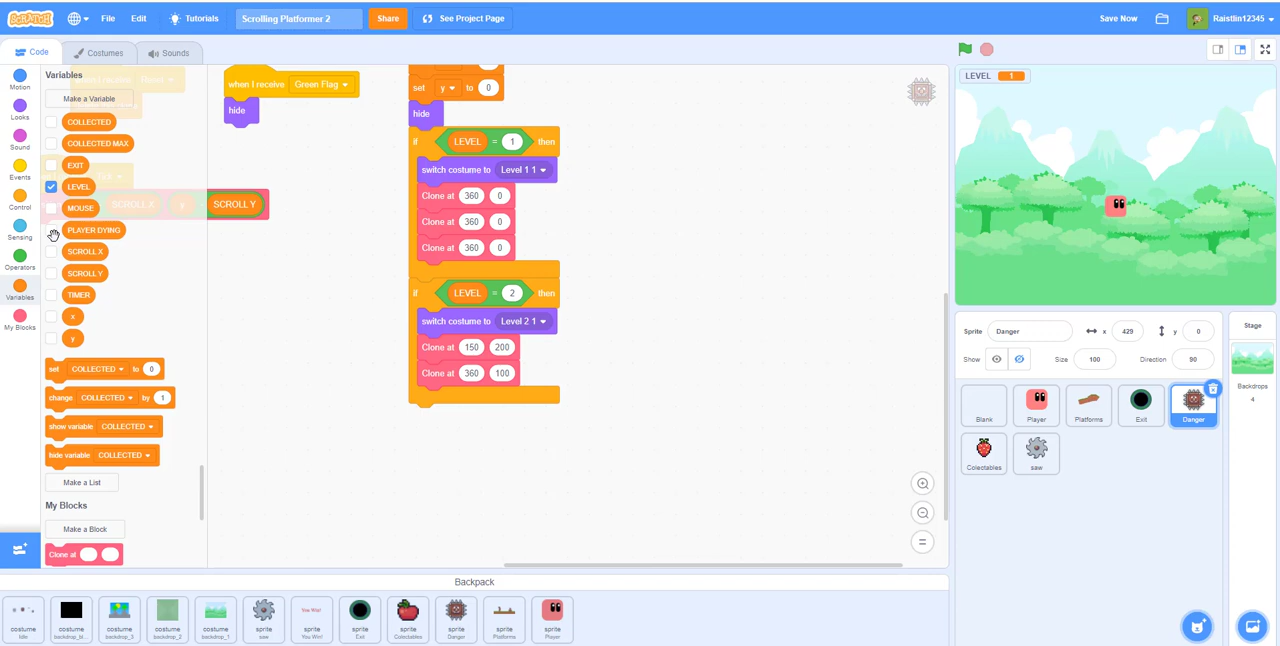 SCRATCH File Edit Tutorials Scrolling Platformer 2 Share See Project Page Save Now Raistlin12345
Code Costumes Sounds
Motion
Looks
Sound
Events
Control
Sensing
Operators
Variables
My Blocks
Variables
Make a Variable
COLLECTED
COLLECTED MAX
EXIT
LEVEL
MOUSE
PLAYER DYING
SCROLL X
SCROLL Y
TIMER
x
y
set COLLECTED to 0
change COLLECTED by 1
show variable COLLECTED
hide variable COLLECTED
Make a List
My Blocks
Make a Block
Clone at
when I receive Green Flag
hide
SCROLL X y SCROLL Y
set y to 0
hide
if LEVEL = 1 then
switch costume to Level 1 1
Clone at 360 0
Clone at 360 0
Clone at 360 0
if LEVEL = 2 then
switch costume to Level 2 1
Clone at 150 200
Clone at 360 100
LEVEL 1
Sprite Danger x 429 y 0
Show Size 100 Direction 90
Blank Player Platforms Exit Danger
Colectables saw
Stage
Backdrops
4
Backpack
costume costume costume costume costume sprite sprite sprite sprite sprite sprite sprite
Idle backdrop_bl... backdrop_3 backdrop_2 backdrop_1 saw You Win! Exit Colectables Danger Platforms Player
You Win!